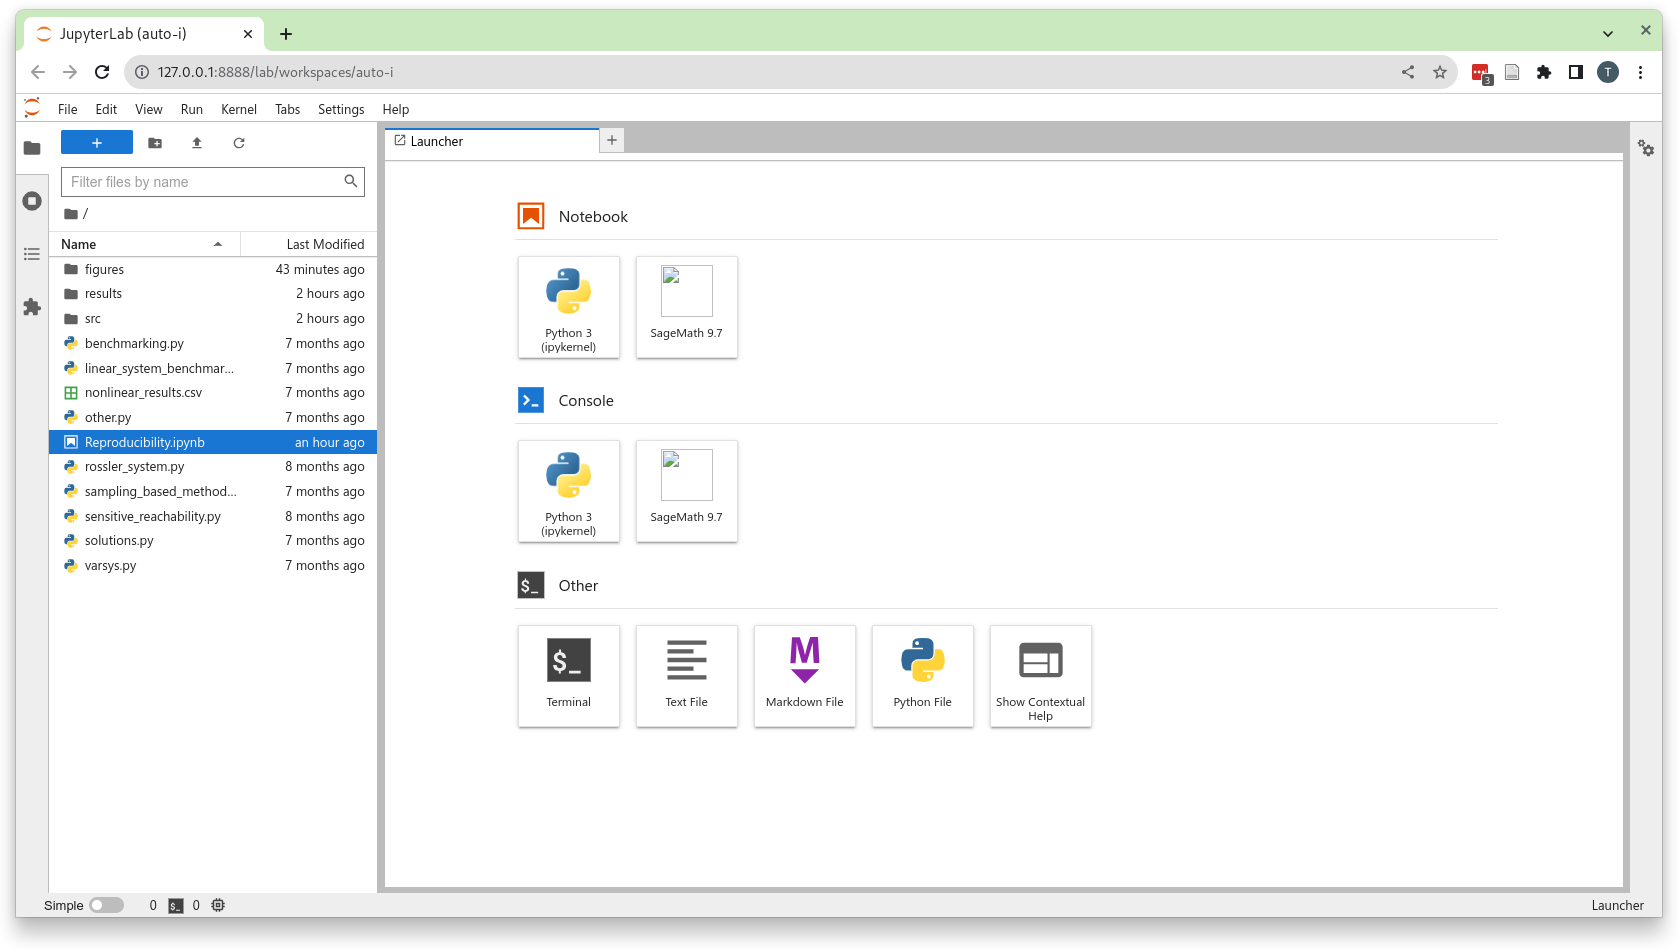 JupyterLab (auto-i)
127.0.0.1:8888/lab/workspaces/auto-i
3
T
File Edit View Run Kernel Tabs Settings Help
Launcher
Filter files by name
/
Name Last Modified
figures 43 minutes ago
results 2 hours ago
src 2 hours ago
benchmarking.py 7 months ago
linear_system_benchmar... 7 months ago
nonlinear_results.csv 7 months ago
other.py 7 months ago
Reproducibility.ipynb an hour ago
rossler_system.py 8 months ago
sampling_based_method... 7 months ago
sensitive_reachability.py 8 months ago
solutions.py 7 months ago
varsys.py 7 months ago
Notebook
Python 3
(ipykernel)
SageMath 9.7
Console
Python 3
(ipykernel)
SageMath 9.7
$_ Other
$_
Terminal
Text File
M
Markdown File
Python File
Show Contextual
Help
Simple 0 $_ 0
Launcher